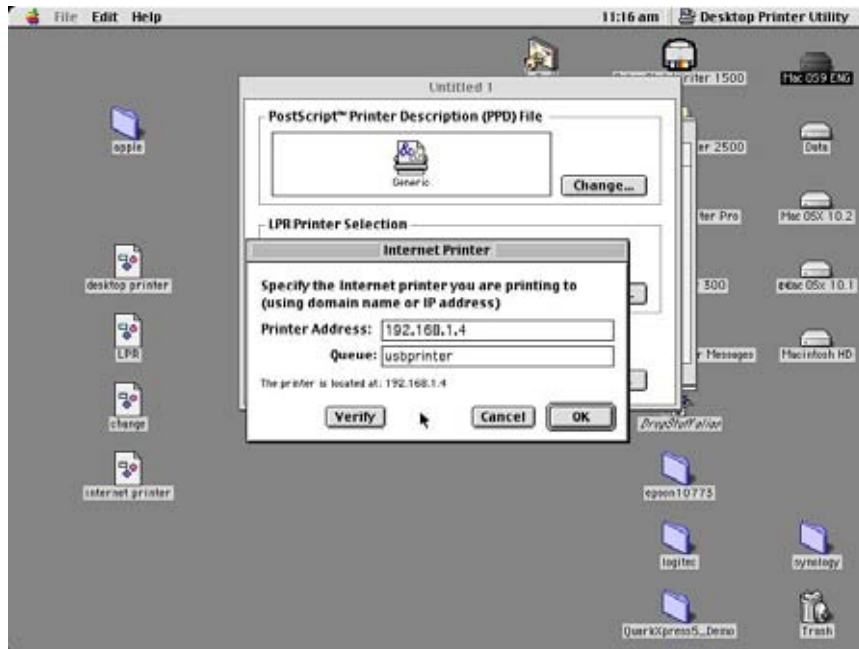 File Edit Help
11:16 am
Desktop Printer Utility
Untitled 1
PostScript™ Printer Description (PPD) File
Generic
Change...
LPR Printer Selection
Internet Printer
Specify the Internet printer you are printing to
(using domain name or IP address)
Printer Address: 192.168.1.4
Queue: usbprinter
The printer is located at: 192.168.1.4
Verify
Cancel
OK
apple
desktop printer
LPR
change
internet printer
1500
Mac OS9 ENG
er 2500
Data
ter Pro
Mac OSX 10.2
300
10.1
r Messages
Macintosh HD
DropStuff alias
epson10773
logitec
synology
QuarkXpress5_Demo
Trash